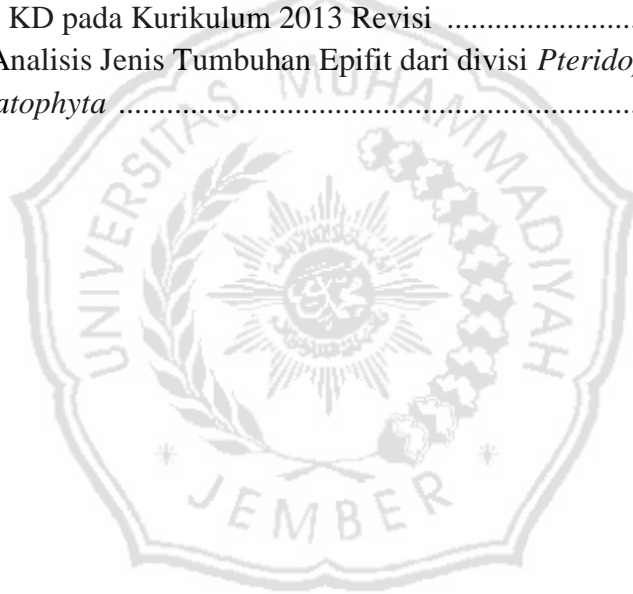 KD pada Kurikulum 2013 Revisi ........................
Analisis Jenis Tumbuhan Epifit dari divisi Pterido
atophyta .................................................................
UNIVERSITAS MUHAMMADIYAH
JEMBER